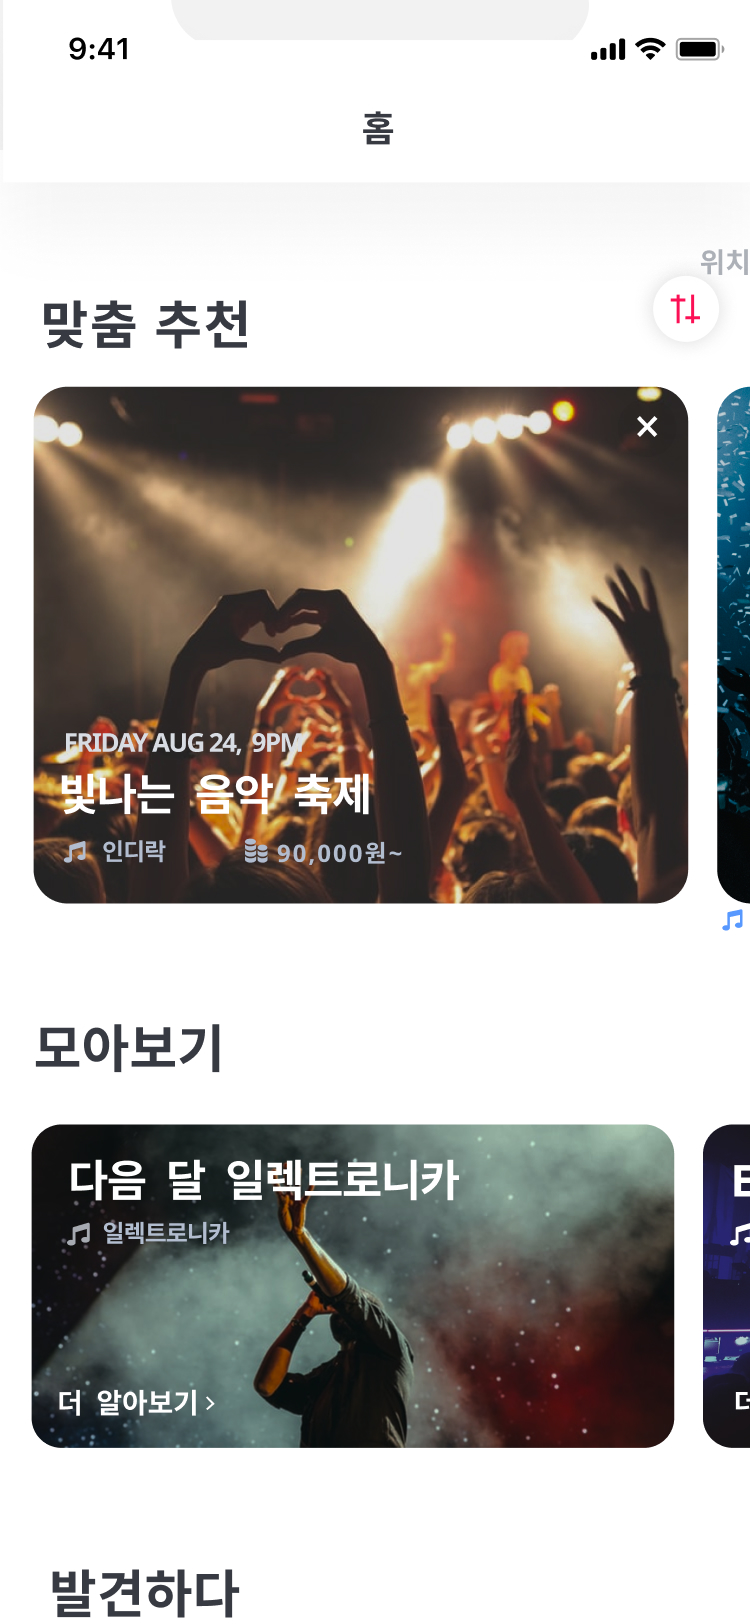 9:41
홈
위치
맞춤 추천
FRIDAY AUG 24, 9PM
빛나는 음악 축제
인디락 90,000원~
모아보기
다음 달 일렉트로니카
일렉트로니카
더 알아보기 >
발견하다